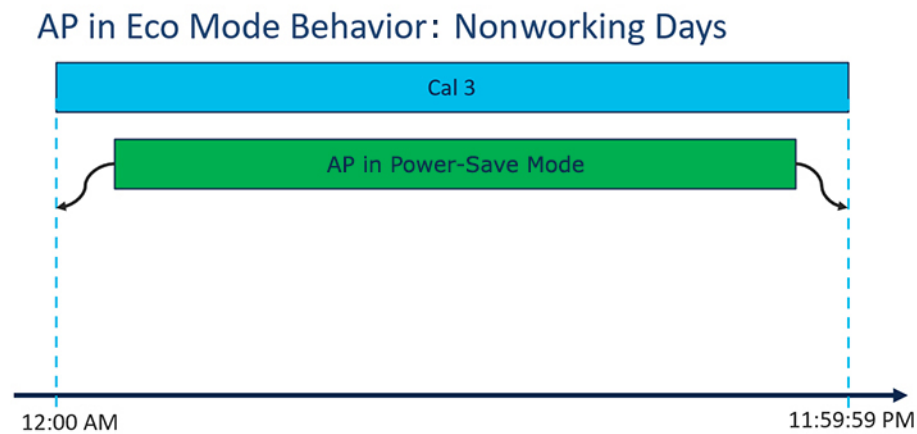 AP in Eco Mode Behavior: Nonworking Days
Cal 3
AP in Power-Save Mode
12:00 AM
11:59:59 PM